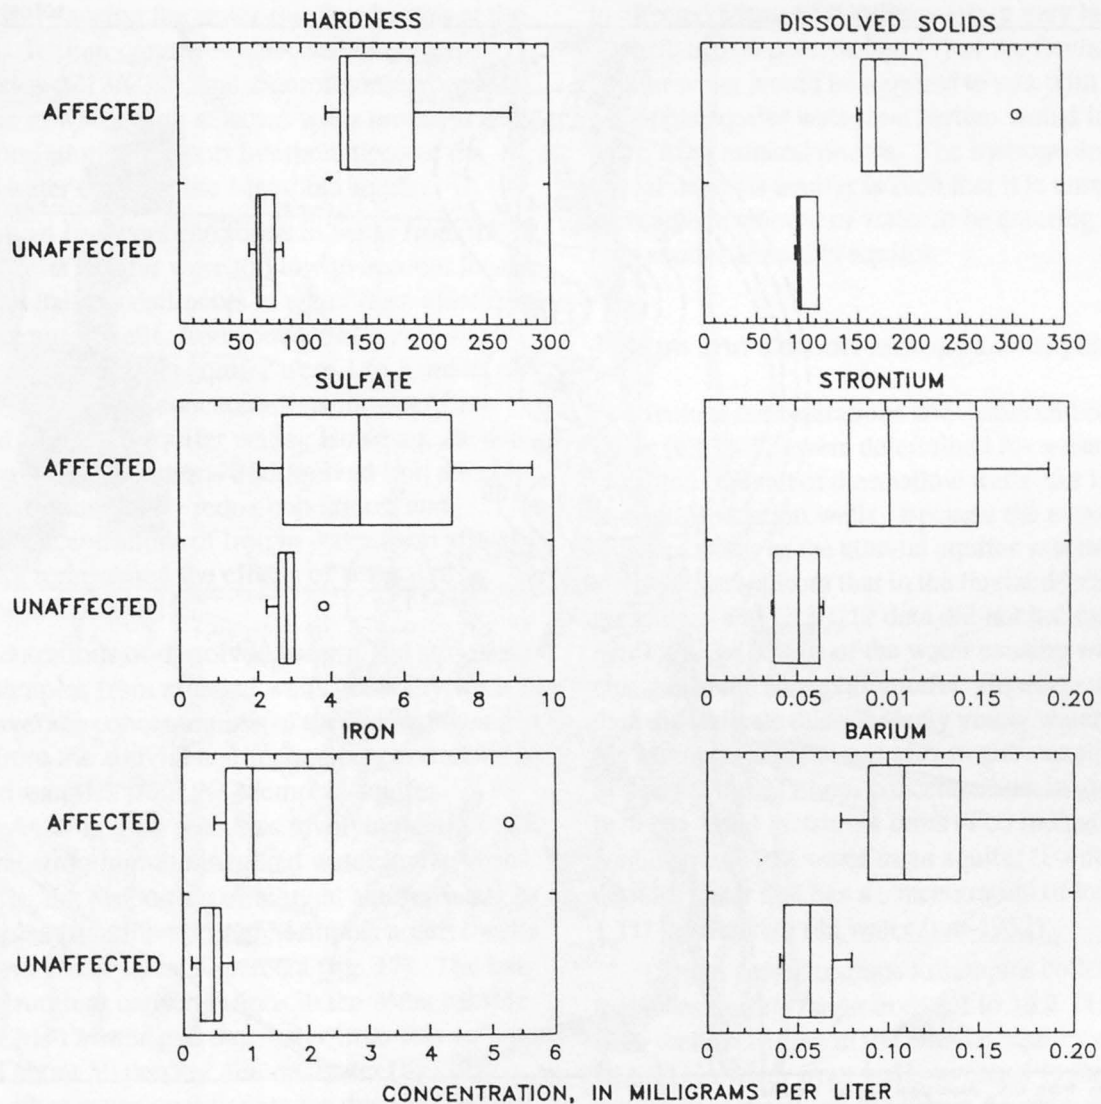 HARDNESS
DISSOLVED SOLIDS
AFFECTED
UNAFFECTED
0 50 100 150 200 250 300
0 50 100 150 200 250 300 350
SULFATE
STRONTIUM
AFFECTED
UNAFFECTED
0 2 4 6 8 10
0 0.05 0.10 0.15 0.20
IRON
BARIUM
AFFECTED
UNAFFECTED
0 1 2 3 4 5 6
0 0.05 0.10 0.15 0.20
CONCENTRATION, IN MILLIGRAMS PER LITER